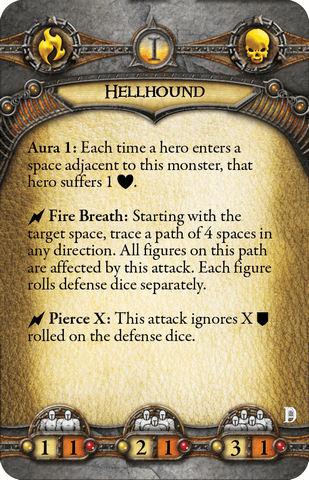 I
HELLHOUND
Aura 1: Each time a hero enters a
space adjacent to this monster, that
hero suffers 1 ♥.
Fire Breath: Starting with the
target space, trace a path of 4 spaces in
any direction. All figures on this path
are affected by this attack. Each figure
rolls defense dice separately.
Pierce X: This attack ignores X
rolled on the defense dice.
D
1 1 2 1 3 1